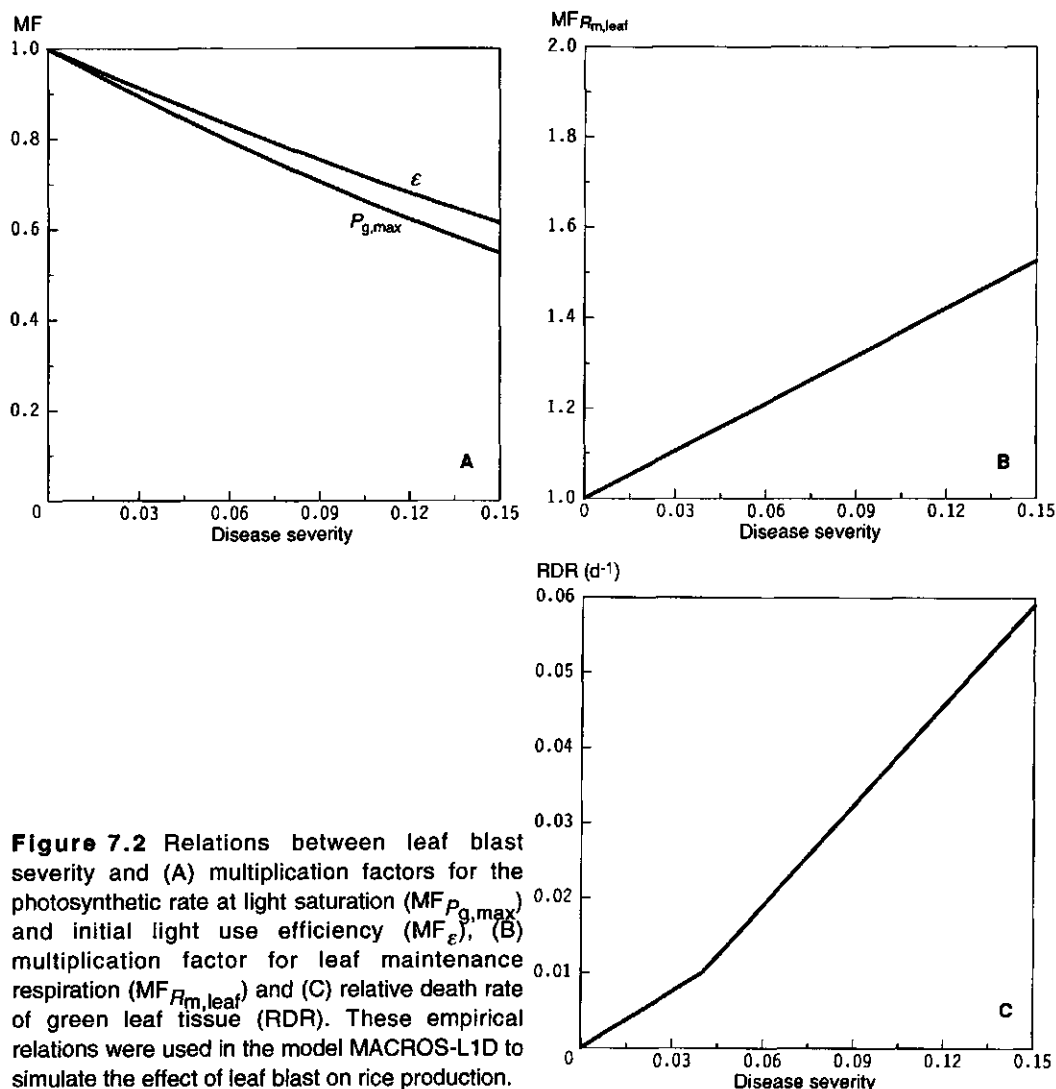 MF
1.0
0.8
0.6
0.4
0.2
0
0.03
0.06
0.09
0.12
0.15
Disease severity
ε
P g,max
A
MF Rm,leaf
2.0
1.8
1.6
1.4
1.2
1.0
0
0.03
0.06
0.09
0.12
0.15
Disease severity
B
RDR (d-1)
0.06
0.05
0.04
0.03
0.02
0.01
0
0.03
0.06
0.09
0.12
0.15
Disease severity
C
Figure 7.2 Relations between leaf blast
severity and (A) multiplication factors for the
photosynthetic rate at light saturation (MF Pg,max)
and initial light use efficiency (MFε), (B)
multiplication factor for leaf maintenance
respiration (MF Rm,leaf) and (C) relative death rate
of green leaf tissue (RDR). These empirical
relations were used in the model MACROS-L1D to
simulate the effect of leaf blast on rice production.